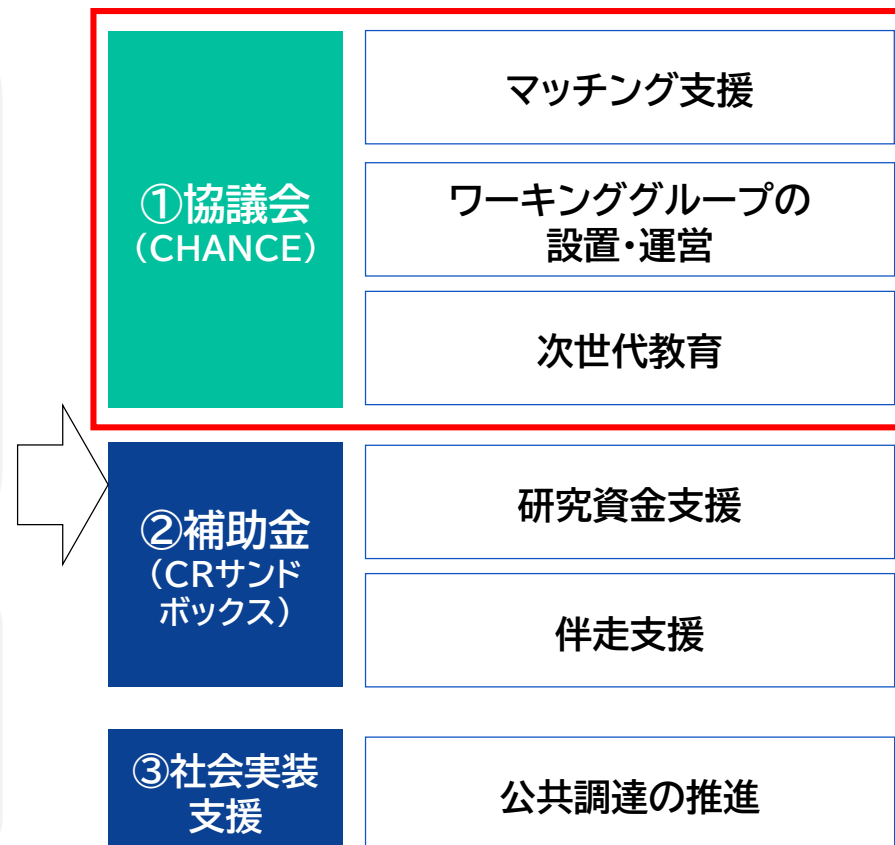 ①協議会
（CHANCE）
マッチング支援
ワーキンググループの
設置・運営
次世代教育
②補助金
（CRサンド
ボックス）
研究資金支援
伴走支援
③社会実装
支援
公共調達の推進